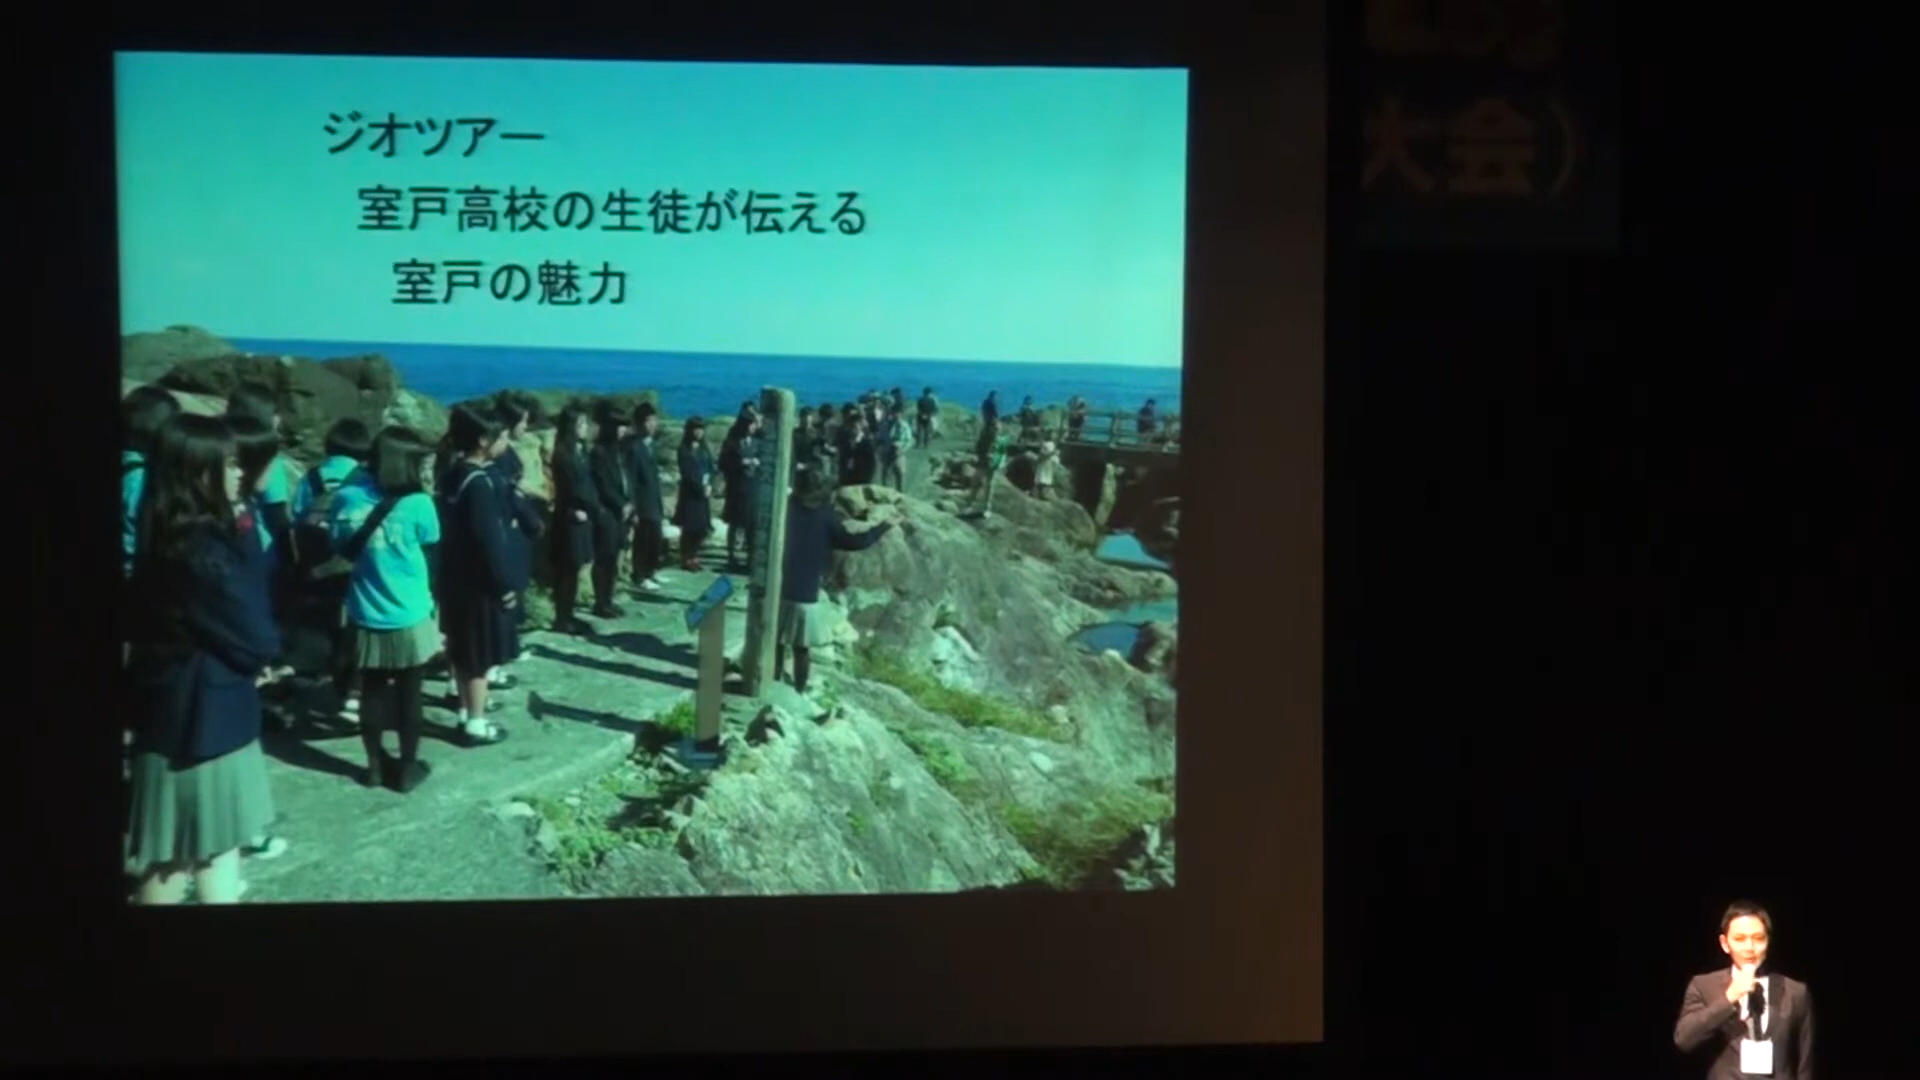 ジオツアー
室戸高校の生徒が伝える
室戸の魅力
大会)